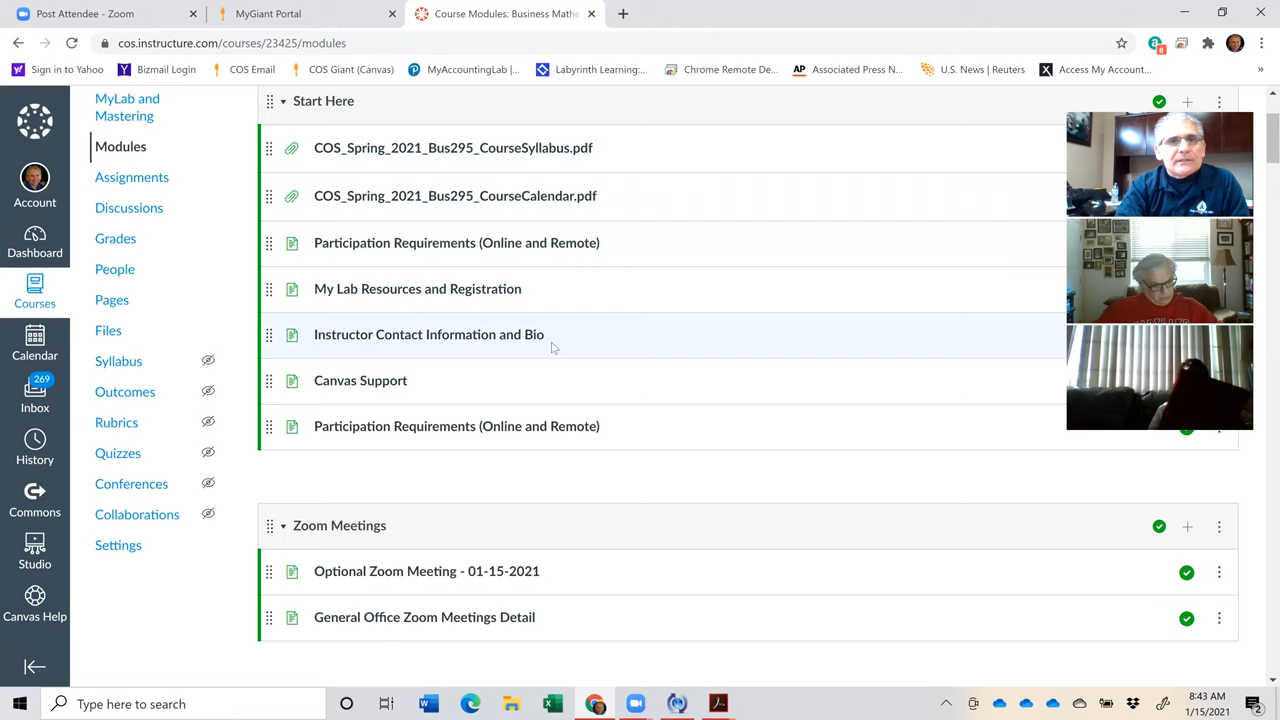 Post Attendee - Zoom
MyGiant Portal
Course Modules: Business Mathe
cos.instructure.com/courses/23425/modules
8
Sign in to Yahoo
Bizmail Login
COS Email
COS Giant (Canvas)
MyAccountingLab |...
Labyrinth Learning:...
Chrome Remote De...
AP Associated Press N...
U.S. News | Reuters
X Access My Account...
»
Account
Dashboard
Courses
Calendar
269
Inbox
History
Commons
Studio
Canvas Help
MyLab and
Mastering
Modules
Assignments
Discussions
Grades
People
Pages
Files
Syllabus
Outcomes
Rubrics
Quizzes
Conferences
Collaborations
Settings
Start Here
COS_Spring_2021_Bus295_CourseSyllabus.pdf
COS_Spring_2021_Bus295_CourseCalendar.pdf
Participation Requirements (Online and Remote)
My Lab Resources and Registration
Instructor Contact Information and Bio
Canvas Support
Participation Requirements (Online and Remote)
Zoom Meetings
Optional Zoom Meeting - 01-15-2021
General Office Zoom Meetings Detail
Type here to search
8:43 AM
1/15/2021
2